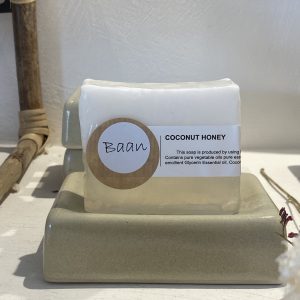 Baan
COCONUT HONEY
This soap is produced by using
Contains pure vegetable oils pure
emollient Glycerin Essential oil,